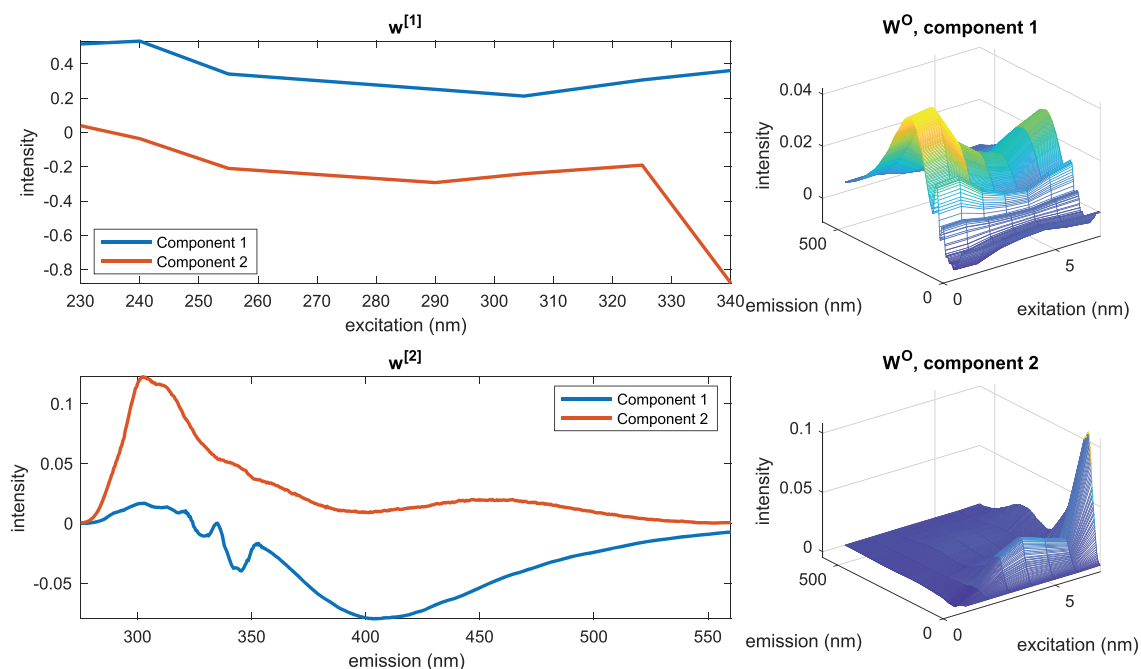 w[1]
intensity
0.4
0.2
0
-0.2
-0.4
-0.6
-0.8
Component 1
Component 2
230 240 250 260 270 280 290 300 310 320 330 340
excitation (nm)
WO, component 1
intensity
0.04
0.02
0
500
0
0
5
emission (nm)
exitation (nm)
w[2]
intensity
0.1
0.05
0
-0.05
Component 1
Component 2
300 350 400 450 500 550
emission (nm)
WO, component 2
intensity
0.1
0.05
0
500
0
0
5
emission (nm)
excitation (nm)